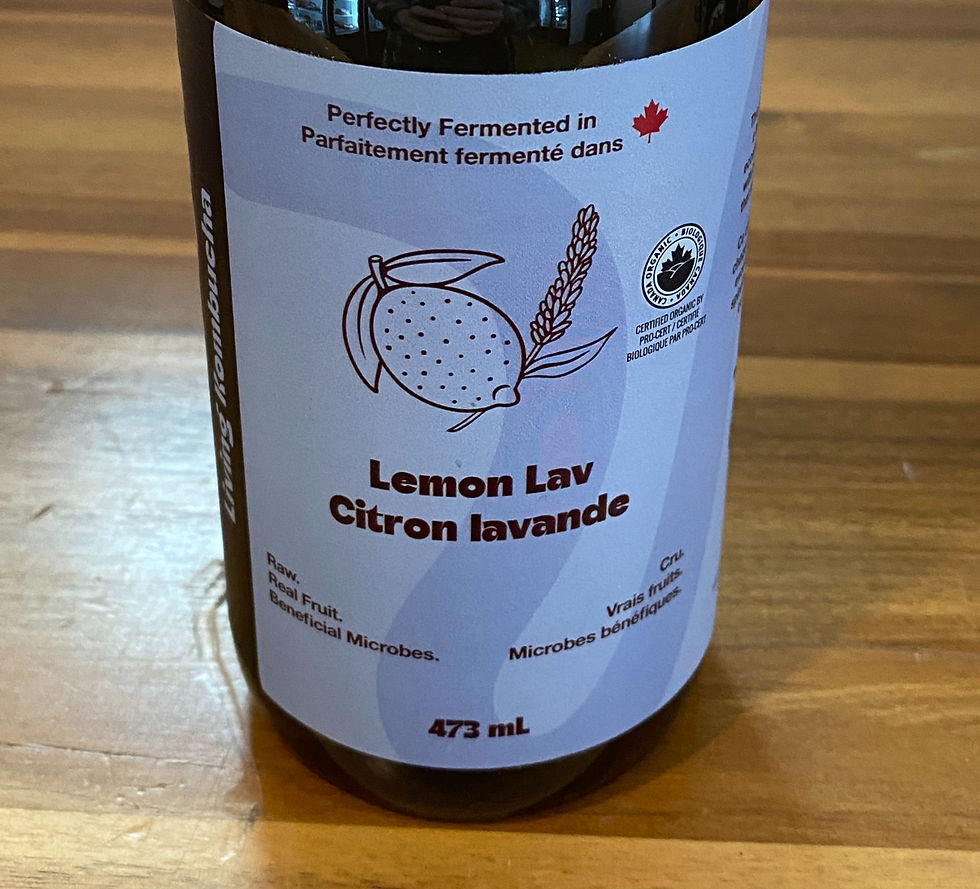 Perfectly Fermented in
Parfaitement fermenté dans
Living kombucha
CANADA ORGANIC • BIOLOGIQUE CANADA •
CERTIFIED ORGANIC BY
PRO-CERT / CERTIFIÉ
BIOLOGIQUE PAR PRO-CERT
Lemon Lav
Citron lavande
Raw.
Real Fruit.
Beneficial Microbes.
Cru.
Vrais fruits.
Microbes bénéfiques.
473 mL